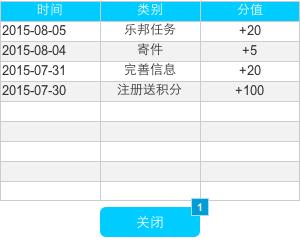 时间 类别 分值
2015-08-05 乐邦任务 +20
2015-08-04 寄件 +5
2015-07-31 完善信息 +20
2015-07-30 注册送积分 +100
1
关闭